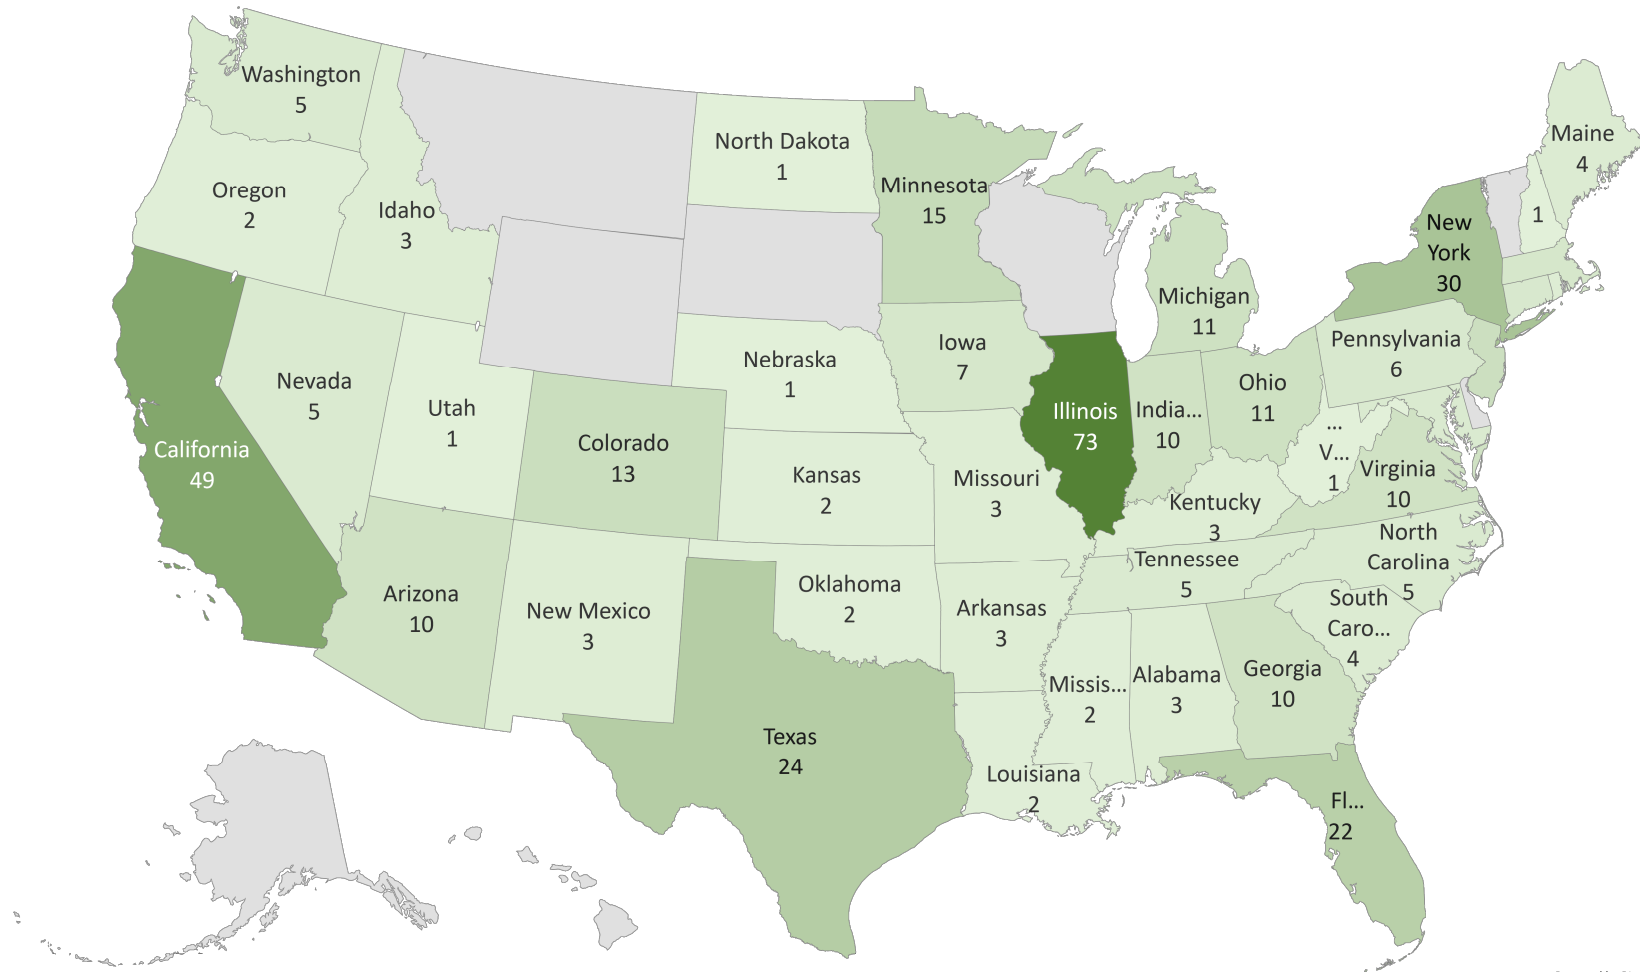 Washington
5
Oregon
2
Idaho
3
North Dakota
1
Minnesota
15
Maine
4
1
New
York
30
Michigan
11
Pennsylvania
6
Iowa
7
Nebraska
1
Nevada
5
Utah
1
Colorado
13
California
49
Illinois
73
India...
10
Ohio
11
...
V...
1
Virginia
10
Kansas
2
Missouri
3
Kentucky
3
North
Carolina
5
Tennessee
5
Arizona
10
New Mexico
3
Oklahoma
2
Arkansas
3
South
Caro...
4
Missis...
2
Alabama
3
Georgia
10
Texas
24
Louisiana
2
Fl...
22